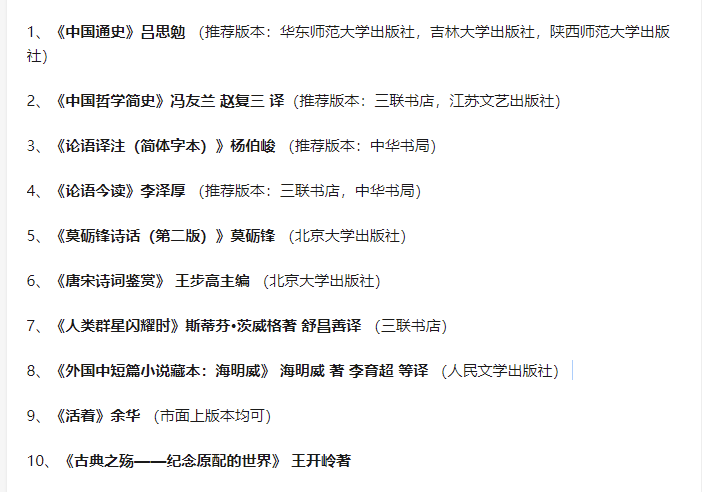 1、《中国通史》吕思勉 （推荐版本：华东师范大学出版社，吉林大学出版社，陕西师范大学出版
社）
2、《中国哲学简史》冯友兰 赵复三 译（推荐版本：三联书店，江苏文艺出版社）
3、《论语译注（简体字本）》杨伯峻 （推荐版本：中华书局）
4、《论语今读》李泽厚 （推荐版本：三联书店，中华书局）
5、《莫砺锋诗话（第二版）》莫砺锋 （北京大学出版社）
6、《唐宋诗词鉴赏》 王步高主编 （北京大学出版社）
7、《人类群星闪耀时》斯蒂芬•茨威格著 舒昌善译 （三联书店）
8、《外国中短篇小说藏本：海明威》 海明威 著 李育超 等译 （人民文学出版社）
9、《活着》余华 （市面上版本均可）
10、《古典之殇——纪念原配的世界》 王开岭著